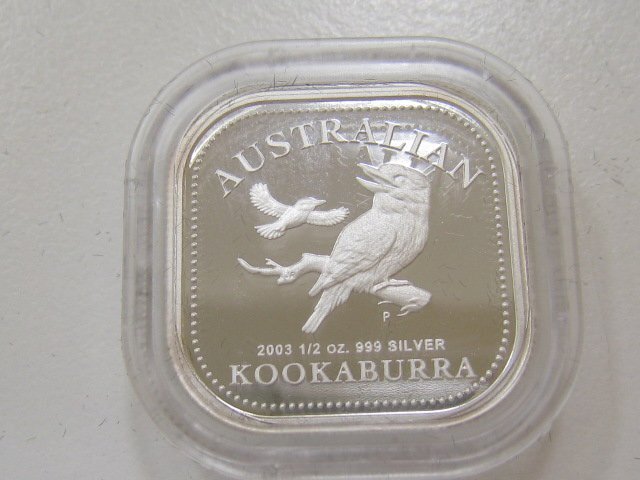 AUSTRALIAN
P
2003 1/2 OZ. 999 SILVER
KOOKABURRA